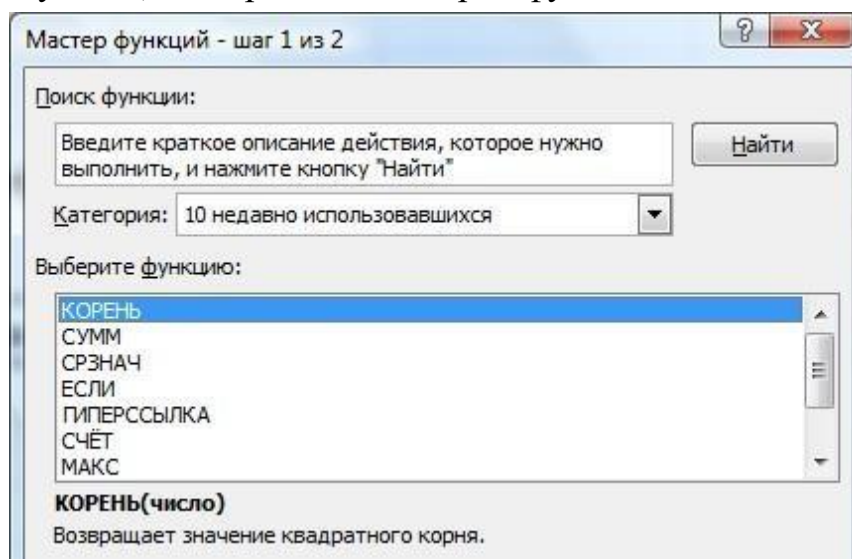 Мастер функций - шаг 1 из 2
Поиск функции:
Введите краткое описание действия, которое нужно
выполнить, и нажмите кнопку "Найти"
Найти
Категория: 10 недавно использовавшихся
Выберите функцию:
КОРЕНЬ
СУММ
СРЗНАЧ
ЕСЛИ
ГИПЕРССЫЛКА
СЧЁТ
МАКС
КОРЕНЬ(число)
Возвращает значение квадратного корня.